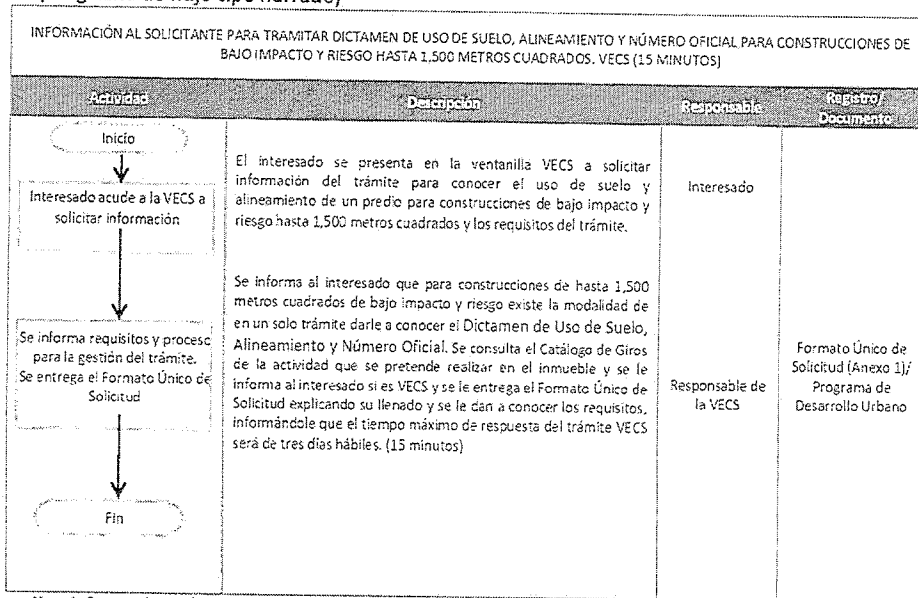 INFORMACIÓN AL SOLICITANTE PARA TRAMITAR DICTAMEN DE USO DE SUELO, ALINEAMIENTO Y NÚMERO OFICIAL PARA CONSTRUCCIONES DE
BAJO IMPACTO Y RIESGO HASTA 1,500 METROS CUADRADOS. VECS (15 MINUTOS)
Actividad
Descripción
Responsable
Registro/
Documento
Inicio
Interesado acude a la VECS a
solicitar información
El interesado se presenta en la ventanilla VECS a solicitar
información del trámite para conocer el uso de suelo y
alineamiento de un predio para construcciones de bajo impacto y
riesgo hasta 1,500 metros cuadrados y los requisitos del trámite.
Interesado
Se informa requisitos y proceso
para la gestión del trámite.
Se entrega el Formato Único de
Solicitud
Se informa al interesado que para construcciones de hasta 1,500
metros cuadrados de bajo impacto y riesgo existe la modalidad de
en un solo trámite darle a conocer el Dictamen de Uso de Suelo,
Alineamiento y Número Oficial. Se consulta el Catálogo de Giros
de la actividad que se pretende realizar en el inmueble y se le
informa al interesado si es VECS y se le entrega el Formato Único de
Solicitud explicando su llenado y se le dan a conocer los requisitos,
informándole que el tiempo máximo de respuesta del trámite VECS
será de tres días hábiles. (15 minutos)
Responsable de
la VECS
Formato Único de
Solicitud (Anexo 1)/
Programa de
Desarrollo Urbano
Fin